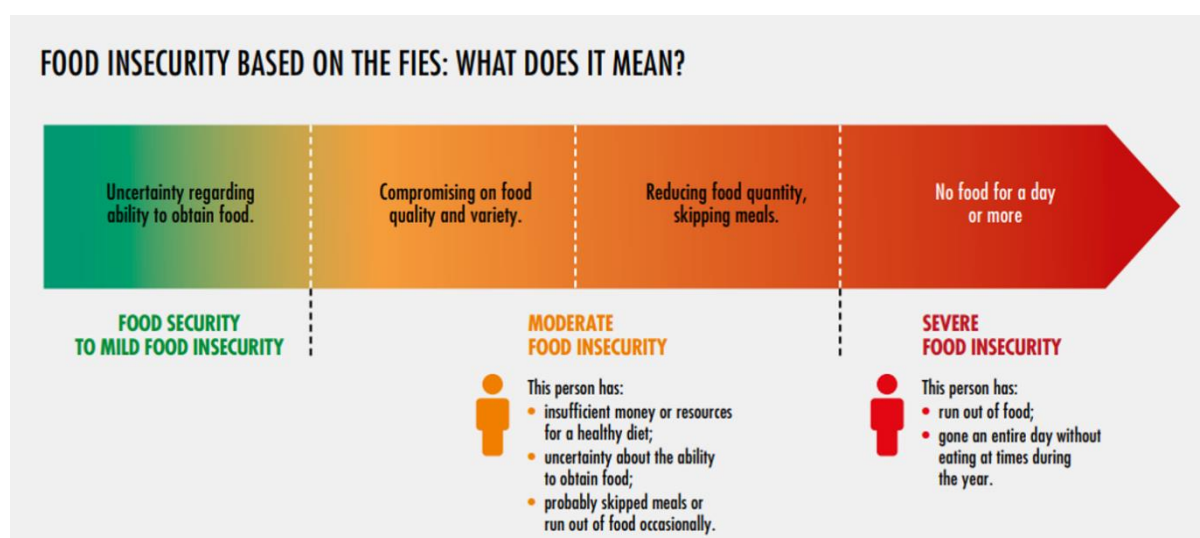 FOOD INSECURITY BASED ON THE FIES: WHAT DOES IT MEAN?
Uncertainty regarding
ability to obtain food.
Compromising on food
quality and variety.
Reducing food quantity,
skipping meals.
No food for a day
or more
FOOD SECURITY
TO MILD FOOD INSECURITY
MODERATE
FOOD INSECURITY
This person has:
• insufficient money or resources
for a healthy diet;
• uncertainty about the ability
to obtain food;
• probably skipped meals or
run out of food occasionally.
SEVERE
FOOD INSECURITY
This person has:
• run out of food;
• gone an entire day without
eating at times during
the year.